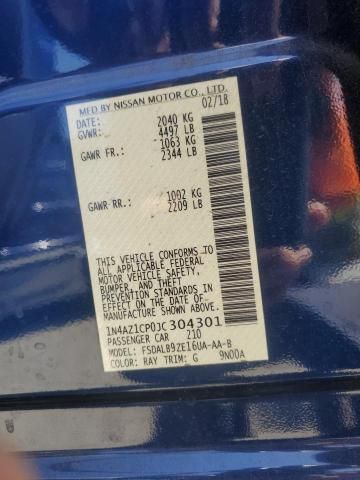 MFD BY NISSAN MOTOR CO., LTD.
02/18
DATE: 2040 KG
GVWR: 4497 LB
GAWR FR.: 1063 KG
2344 LB
GAWR RR.: 1002 KG
2209 LB
THIS VEHICLE CONFORMS TO
ALL APPLICABLE FEDERAL
MOTOR VEHICLE SAFETY,
BUMPER, AND THEFT
PREVENTION STANDARDS IN
EFFECT ON THE DATE OF
MANUFACTURE SHOWN ABOVE.
1N4AZ1CP0JC304301
PASSENGER CAR 210
MODEL: FSDALB9ZE16UA-AA-B
COLOR: RAY TRIM: G 9N00A